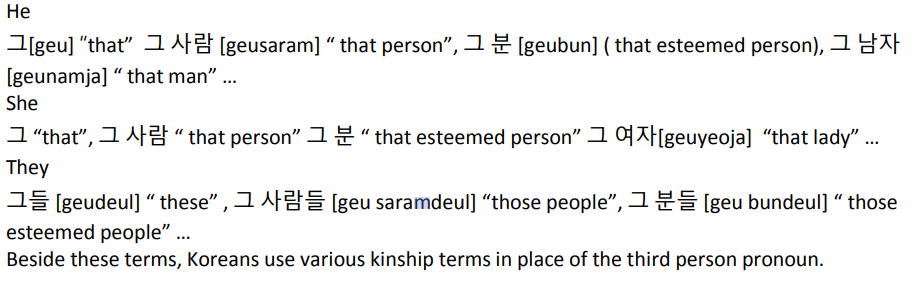 He
그[geu] "that”  그 사람 [geusaram] “ that person”, 그 분 [geubun] ( that esteemed person), 그 남자
[geunamja] “ that man” …
She
그 “that”, 그 사람 “ that person” 그 분 “ that esteemed person” 그 여자[geuyeoja]  “that lady” …
They
그들 [geudeul] “ these” , 그 사람들 [geu saramdeul] “those people”, 그 분들 [geu bundeul] “ those
esteemed people” …
Beside these terms, Koreans use various kinship terms in place of the third person pronoun.